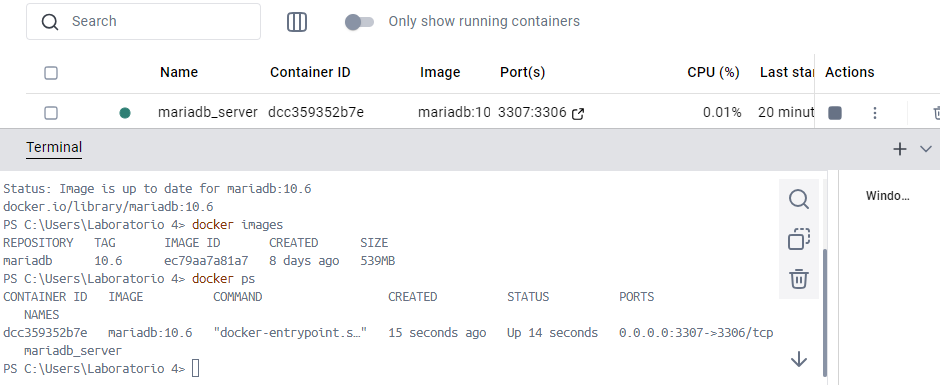 Search
Only show running containers
Name Container ID Image Port(s) CPU (%) Last star Actions
mariadb_server dcc359352b7e mariadb:10 3307:3306 0.01% 20 minut
Terminal
Status: Image is up to date for mariadb:10.6
docker.io/library/mariadb:10.6
PS C:\Users\Laboratorio 4> docker images
REPOSITORY TAG IMAGE ID CREATED SIZE
mariadb 10.6 ec79aa7a81a7 8 days ago 539MB
PS C:\Users\Laboratorio 4> docker ps
CONTAINER ID IMAGE COMMAND CREATED STATUS PORTS
NAMES
dcc359352b7e mariadb:10.6 "docker-entrypoint.s…" 15 seconds ago Up 14 seconds 0.0.0.0:3307->3306/tcp
mariadb_server
PS C:\Users\Laboratorio 4>
Windo...